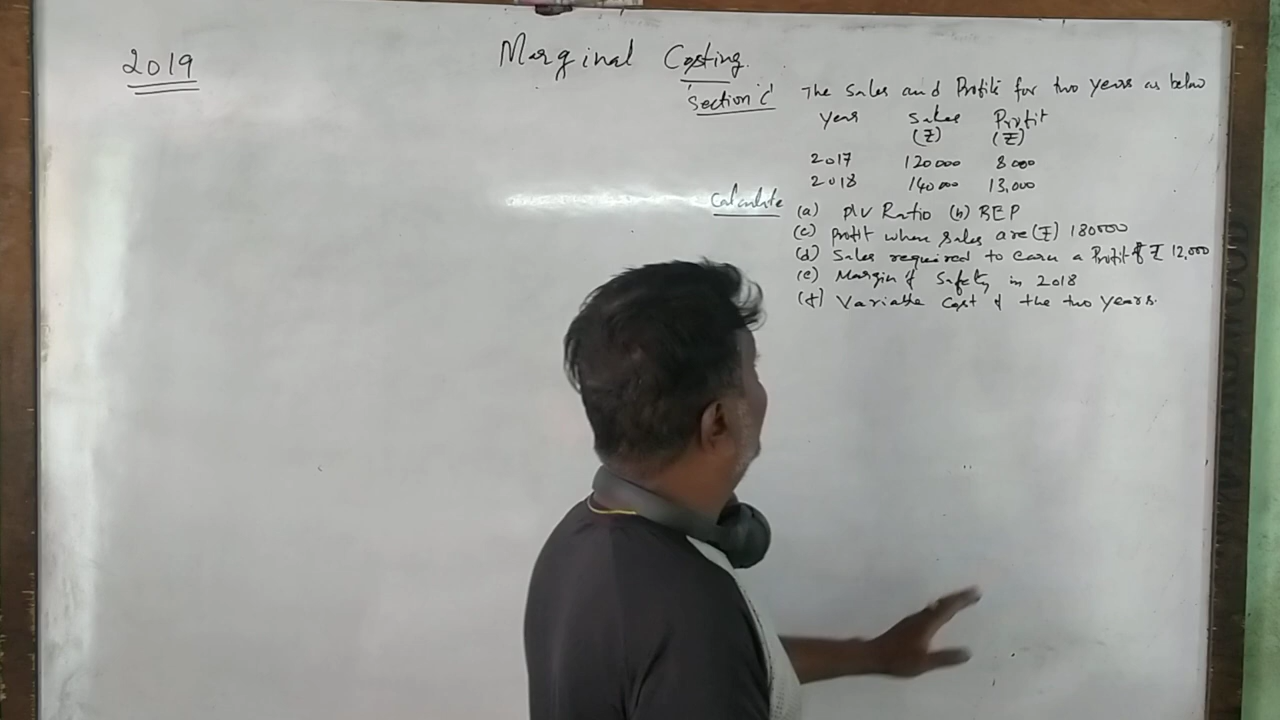 2019
Marginal Costing.
Section 'C'
The Sales and Profits for two years as below
Year Sales Profit
(₹) (₹)
2017 120000 8000
2018 140000 13,000
Calculate
(a) P/V Ratio (b) BEP
(c) Profit when sales are (₹) 180000
(d) Sales required to earn a Profit of ₹ 12,000
(e) Margin of Safety in 2018
(f) Variable Cost of the two years.